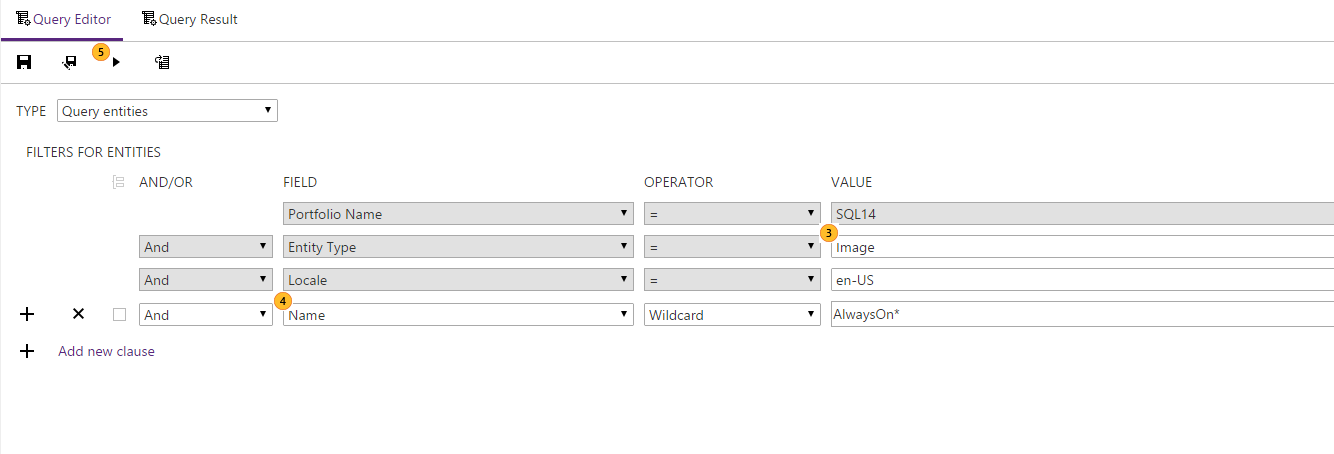 Query Editor Query Result
5
TYPE Query entities
FILTERS FOR ENTITIES
AND/OR FIELD OPERATOR VALUE
Portfolio Name = SQL14
3
And Entity Type = Image
And Locale = en-US
4
And Name Wildcard AlwaysOn*
Add new clause